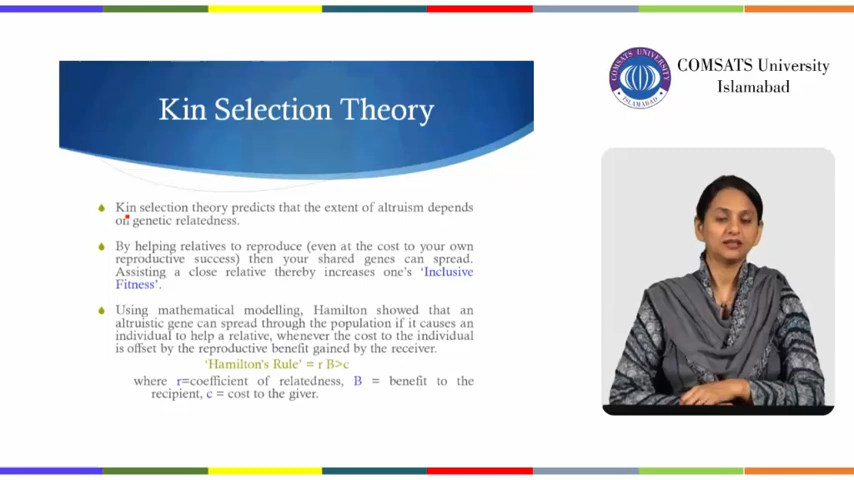 COMSATS University
Islamabad
COMSATS UNIVERSITY
ISLAMABAD
Kin Selection Theory
Kin selection theory predicts that the extent of altruism depends
on genetic relatedness.
By helping relatives to reproduce (even at the cost to your own
reproductive success) then your shared genes can spread.
Assisting a close relative thereby increases one's 'Inclusive
Fitness'.
Using mathematical modelling, Hamilton showed that an
altruistic gene can spread through the population if it causes an
individual to help a relative, whenever the cost to the individual
is offset by the reproductive benefit gained by the receiver.
'Hamilton's Rule' = r B>c
where r=coefficient of relatedness, B = benefit to the
recipient, c = cost to the giver.